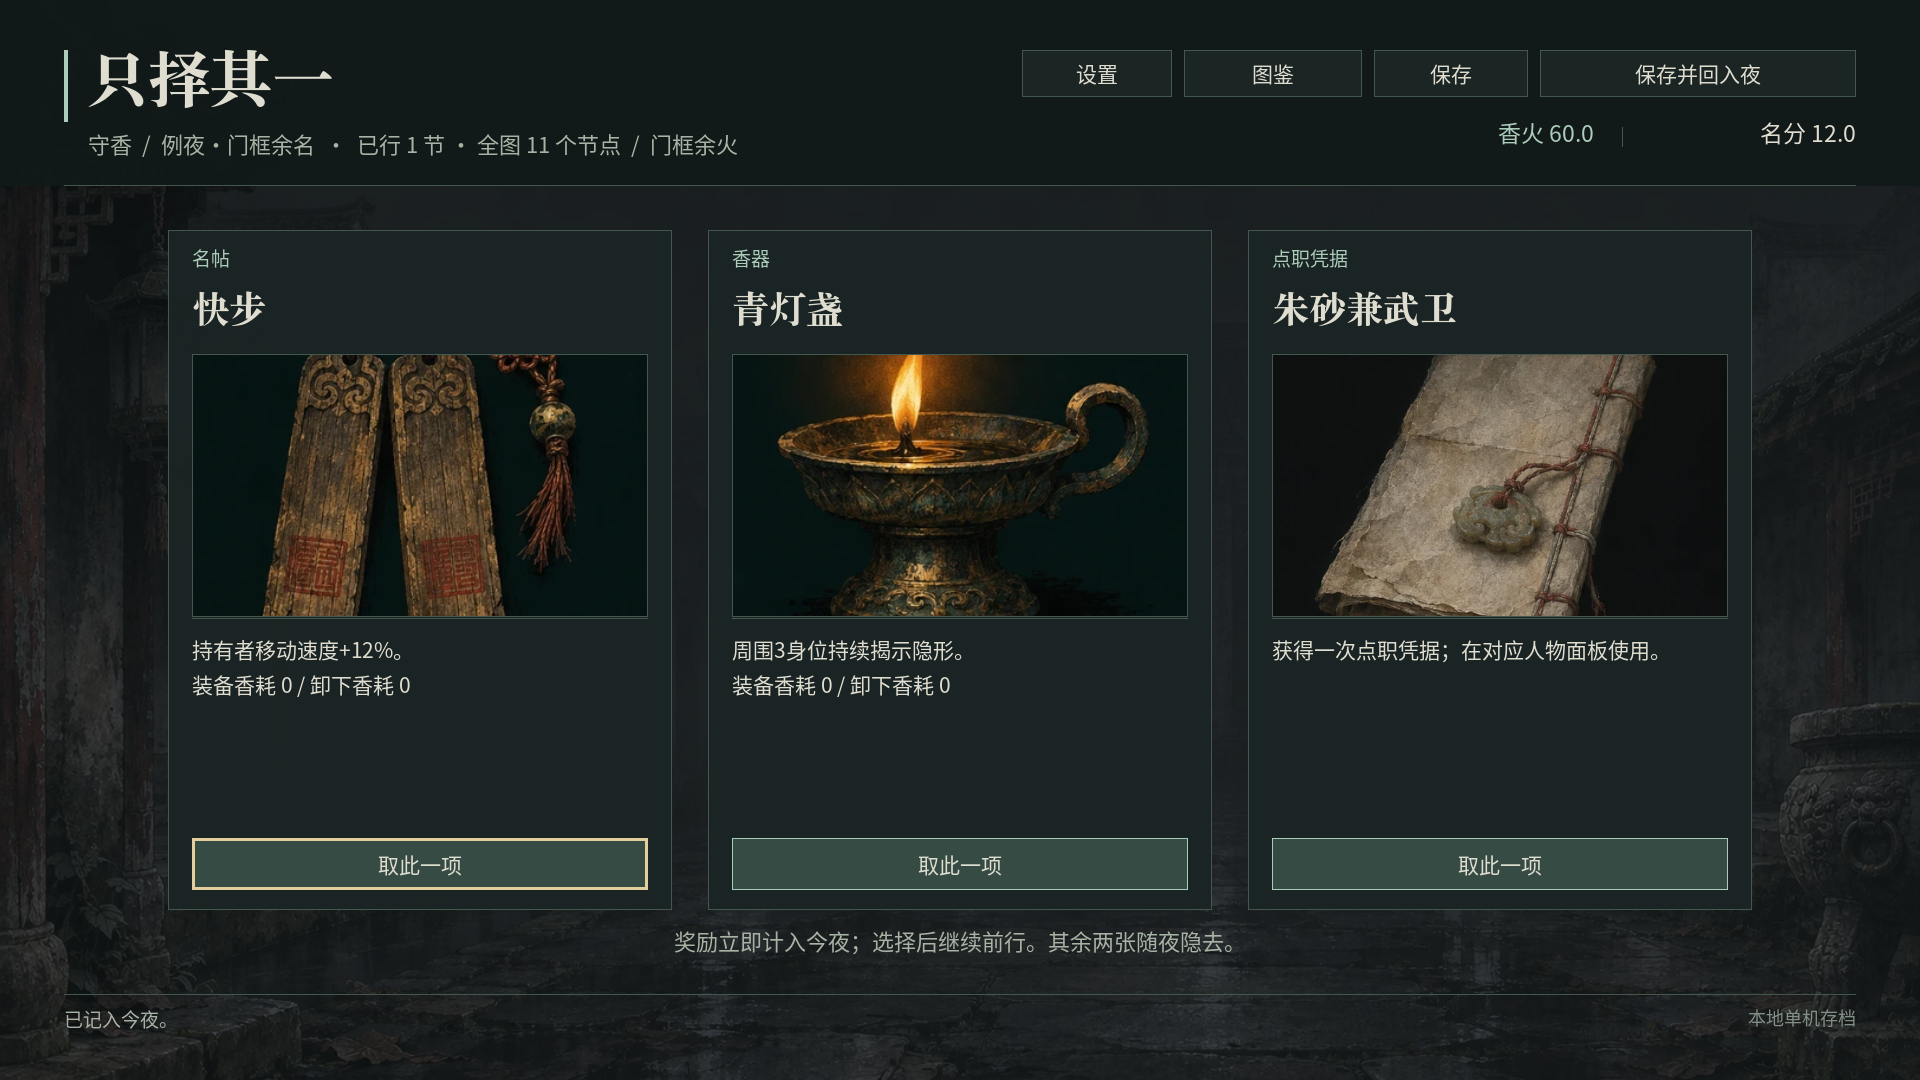 只择其一
设置
图鉴
保存
保存并回入夜
守香 / 例夜·门框余名 · 已行 1 节 · 全图 11 个节点 / 门框余火
香火 60.0
名分 12.0
名帖
快步
持有者移动速度+12%。
装备香耗 0 / 卸下香耗 0
取此一项
香器
青灯盏
周围3身位持续揭示隐形。
装备香耗 0 / 卸下香耗 0
取此一项
点职凭据
朱砂兼武卫
获得一次点职凭据；在对应人物面板使用。
取此一项
奖励立即计入今夜；选择后继续前行。其余两张随夜隐去。
已记入今夜。
本地单机存档